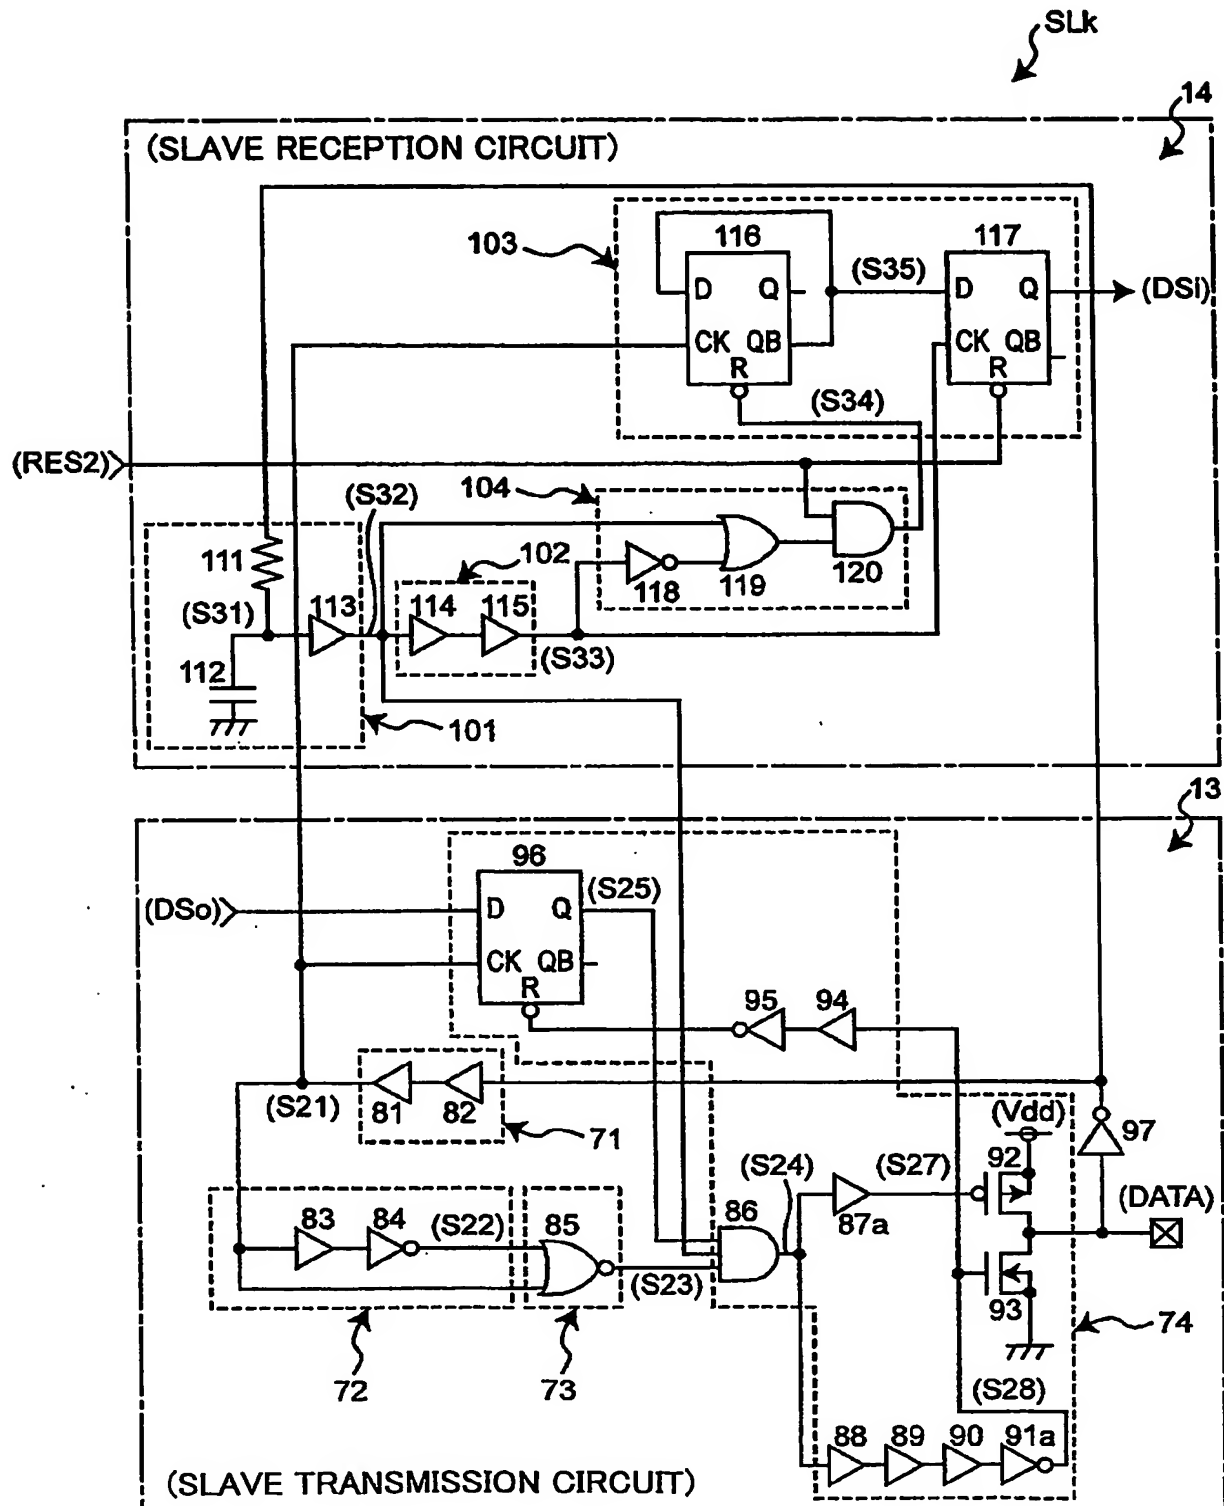 SLk
14
(SLAVE RECEPTION CIRCUIT)
103
116
117
(S35)
D Q
D Q
(DSi)
CK QB
CK QB
R
R
(S34)
(RES2)
104
(S32)
102
111
118
119
120
(S31)
113
114
115
(S33)
112
101
13
96
(S25)
(DSo)
D Q
CK QB
R
95
94
(S21)
81
82
71
(Vdd)
97
92
(S24)
(S27)
(DATA)
83
84
(S22)
85
86
87a
(S23)
93
74
72
73
(S28)
88
89
90
91a
(SLAVE TRANSMISSION CIRCUIT)